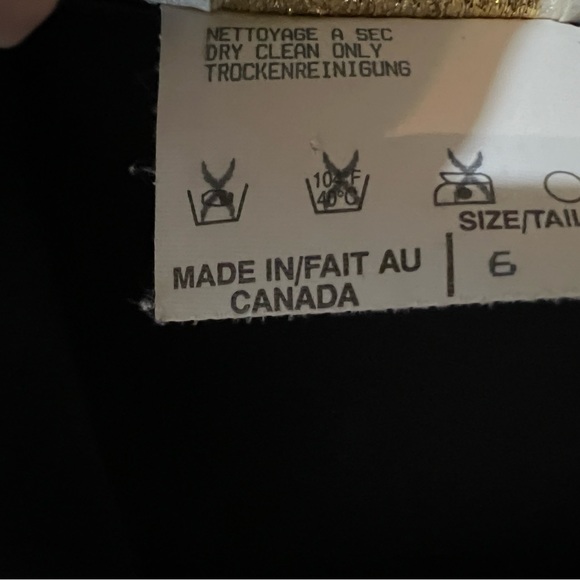 NETTOYAGE A SEC
DRY CLEAN ONLY
TROCKENREINIGUNG
104°F
40°C
SIZE/TAIL
MADE IN/FAIT AU
CANADA
6